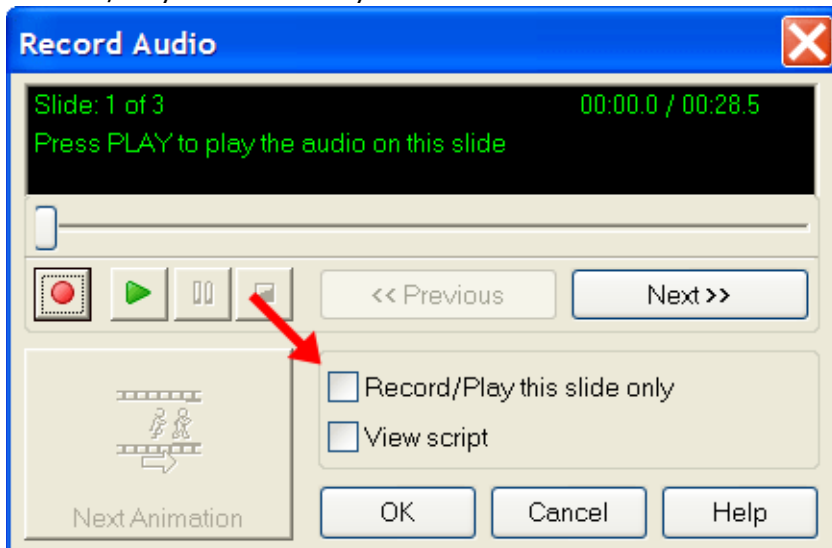 Record Audio
Slide: 1 of 3 00:00.0 / 00:28.5
Press PLAY to play the audio on this slide
<< Previous Next >>
Record/Play this slide only
View script
Next Animation
OK Cancel Help